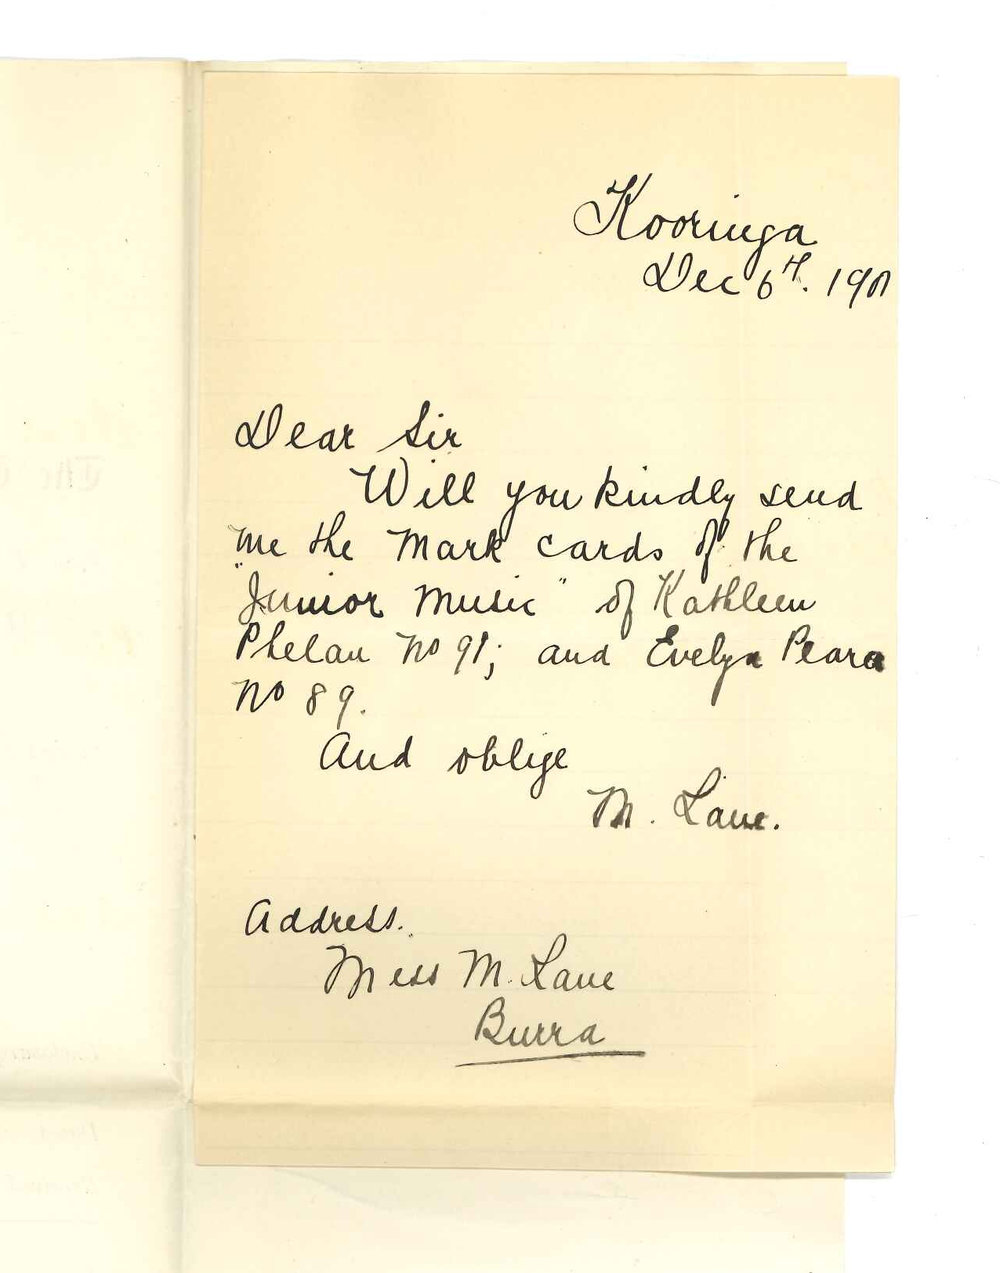 Kooringa
Dec 6th. 1901
Dear Sir
Will you kindly send
me the Mark cards of the
"Junior Music" of Kathleen
Phelan No 91; and Evelyn Peara
No 89.
And oblige
M. Lane.
Address.
Miss M. Lane
Burra